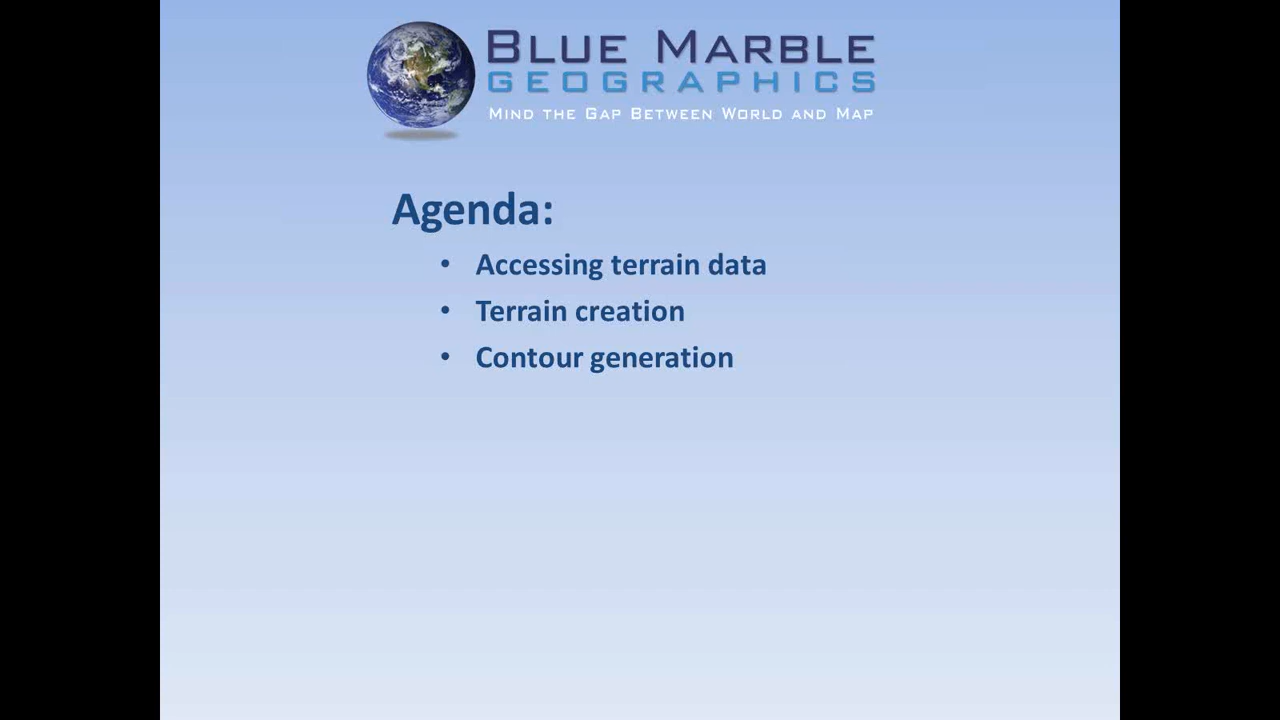 BLUE MARBLE
GEOGRAPHICS
MIND THE GAP BETWEEN WORLD AND MAP
Agenda:
• Accessing terrain data
• Terrain creation
• Contour generation